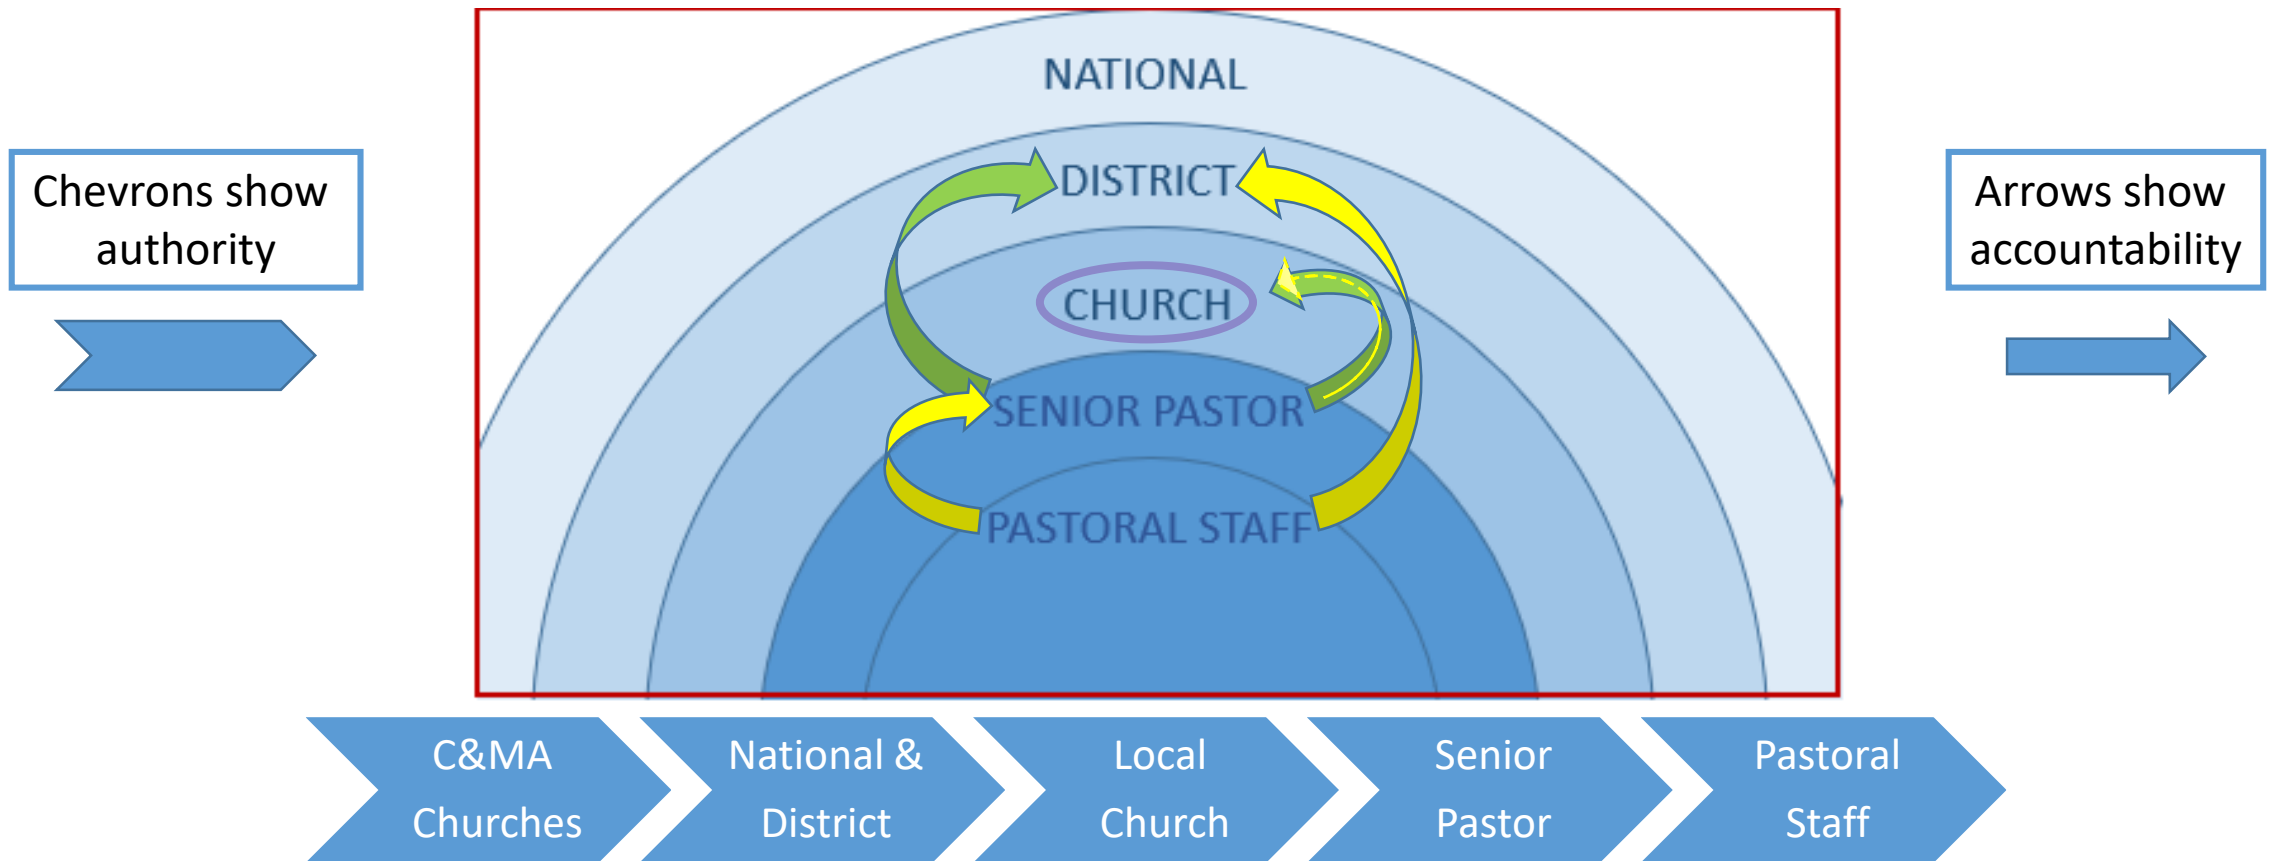 NATIONAL
Chevrons show
authority
DISTRICT
Arrows show
accountability
CHURCH
SENIOR PASTOR
PASTORAL STAFF
C&MA
Churches
National &
District
Local
Church
Senior
Pastor
Pastoral
Staff